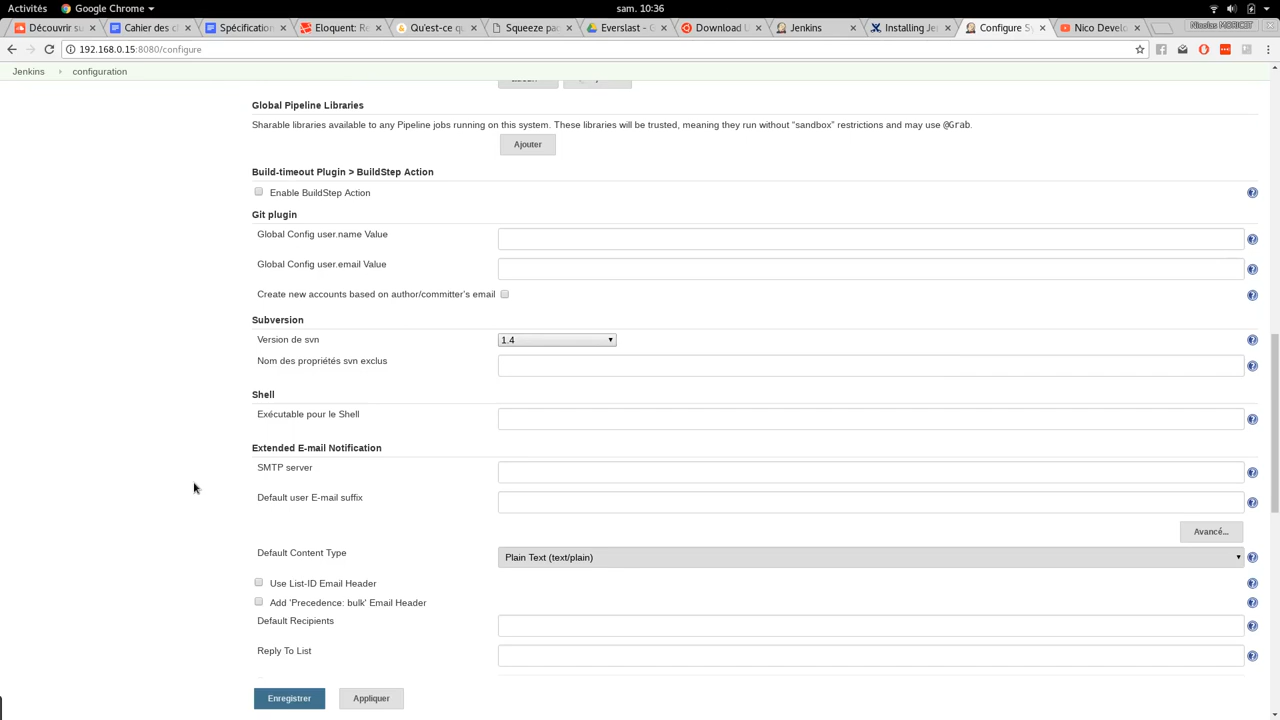 Activités Google Chrome sam. 10:36
Découvrir su Cahier des c Spécification Eloquent: Re Qu'est-ce qu Squeeze pa Everslast - G Download U Jenkins Installing Je Configure Sy Nico Develo
192.168.0.15:8080/configure
Jenkins configuration
Global Pipeline Libraries
Sharable libraries available to any Pipeline jobs running on this system. These libraries will be trusted, meaning they run without “sandbox” restrictions and may use @Grab.
Ajouter
Build-timeout Plugin > BuildStep Action
Enable BuildStep Action
Git plugin
Global Config user.name Value
Global Config user.email Value
Create new accounts based on author/committer's email
Subversion
Version de svn 1.4
Nom des propriétés svn exclus
Shell
Exécutable pour le Shell
Extended E-mail Notification
SMTP server
Default user E-mail suffix
Avancé...
Default Content Type Plain Text (text/plain)
Use List-ID Email Header
Add 'Precedence: bulk' Email Header
Default Recipients
Reply To List
Enregistrer Appliquer